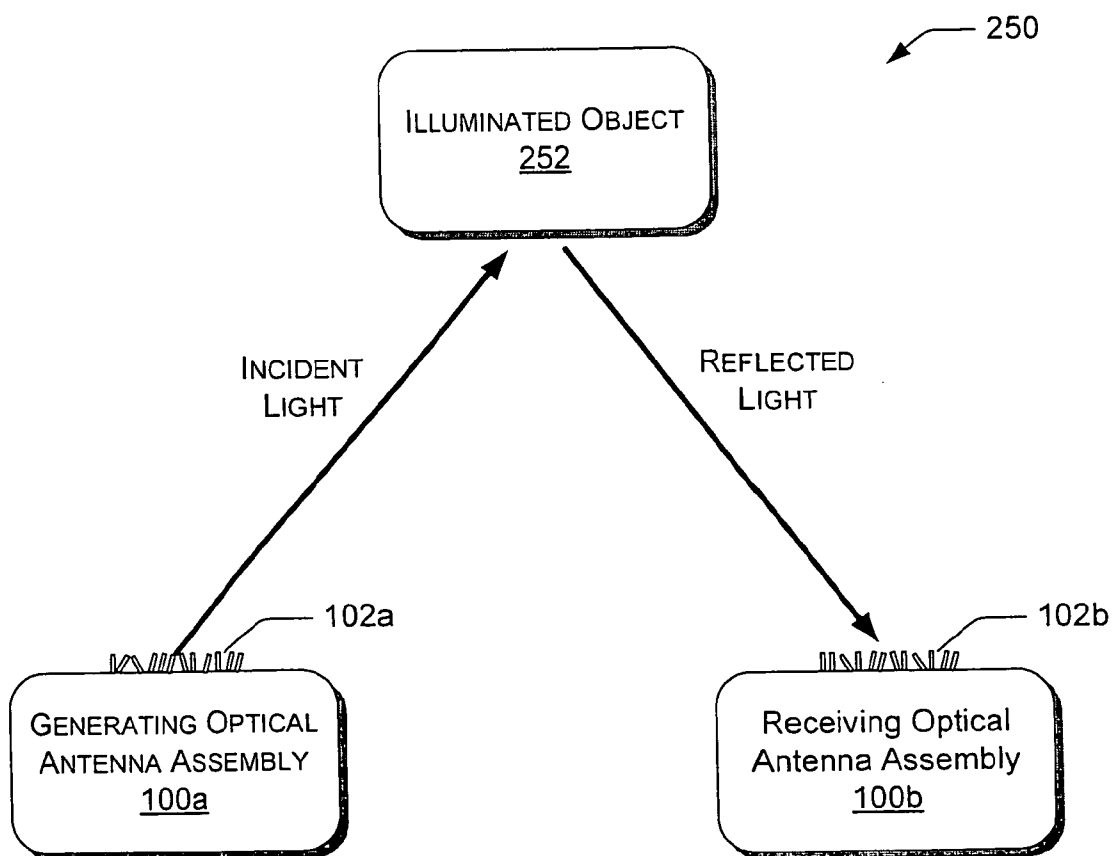 250
ILLUMINATED OBJECT
252
INCIDENT
LIGHT
REFLECTED
LIGHT
102a
102b
GENERATING OPTICAL
ANTENNA ASSEMBLY
100a
Receiving Optical
Antenna Assembly
100b